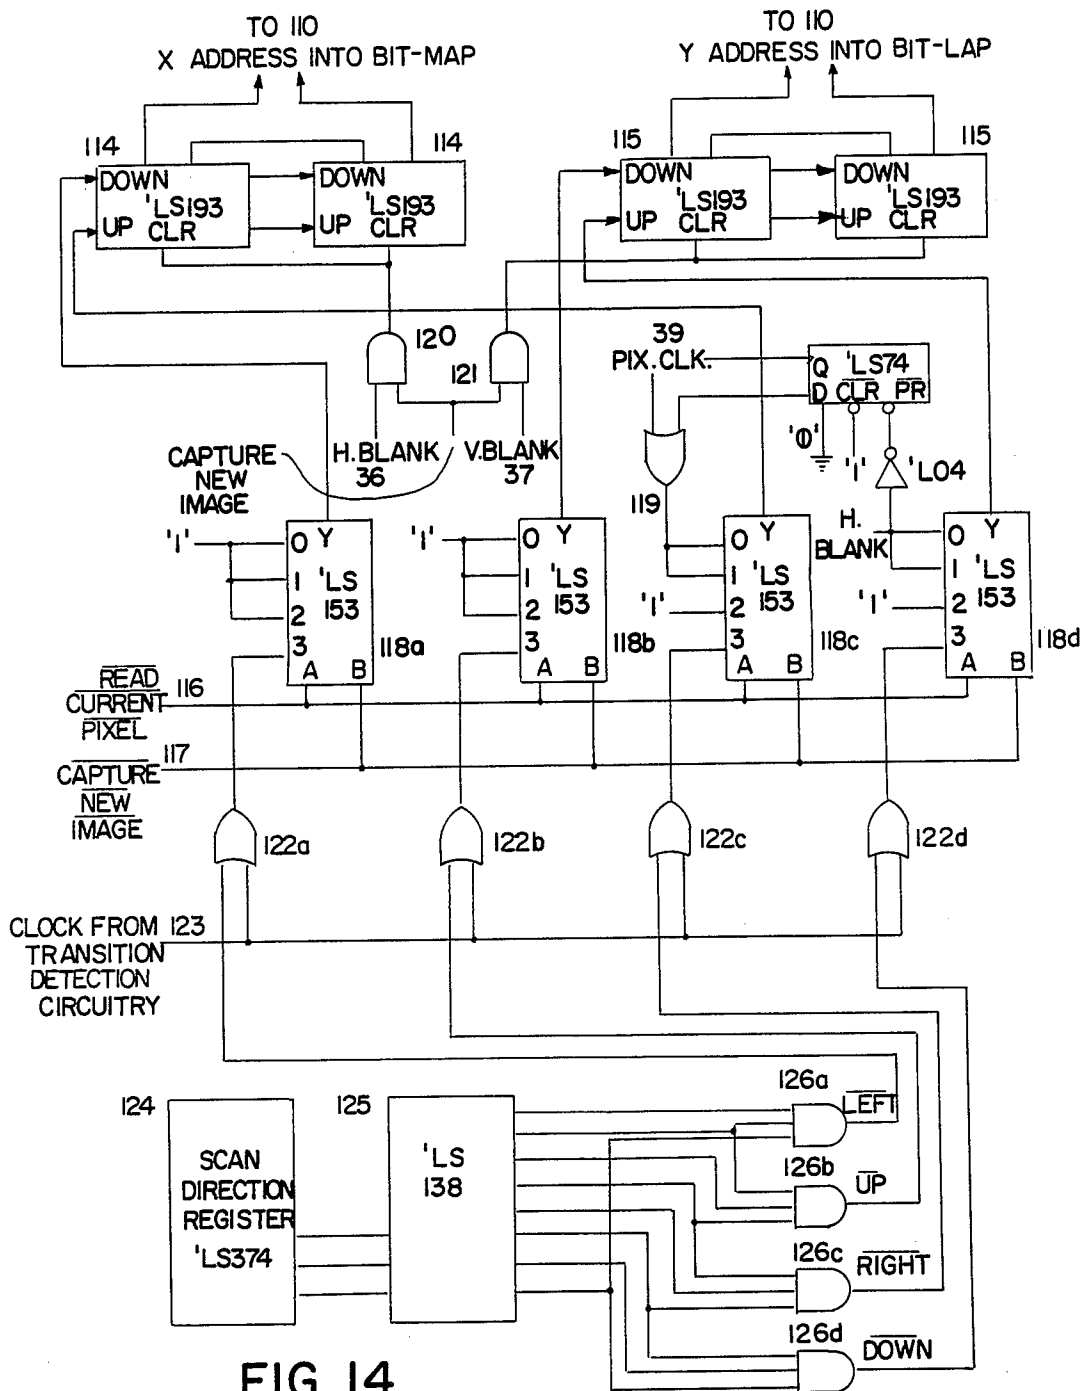 TO 110
X ADDRESS INTO BIT-MAP
TO 110
Y ADDRESS INTO BIT-LAP
114
114
115
115
DOWN
'LS193
UP CLR
DOWN
'LS193
UP CLR
DOWN
'LS193
UP CLR
DOWN
'LS193
UP CLR
120
121
39
PIX.CLK.
Q 'LS74
D CLR PR
'0'
'1'
'L04
H.BLANK
36
V.BLANK
37
CAPTURE
NEW
IMAGE
119
H.
BLANK
'1'
0 Y
1 'LS
2 153
3
A B
118a
'1'
0 Y
1 'LS
2 153
3
A B
118b
'1'
0 Y
1 'LS
2 153
3
A B
118c
'1'
0 Y
1 'LS
2 153
3
A B
118d
READ
CURRENT
PIXEL
116
CAPTURE
NEW
IMAGE
117
122a
122b
122c
122d
CLOCK FROM 123
TRANSITION
DETECTION
CIRCUITRY
124
SCAN
DIRECTION
REGISTER
'LS374
125
'LS
138
126a
LEFT
126b
UP
126c
RIGHT
126d
DOWN
FIG 14